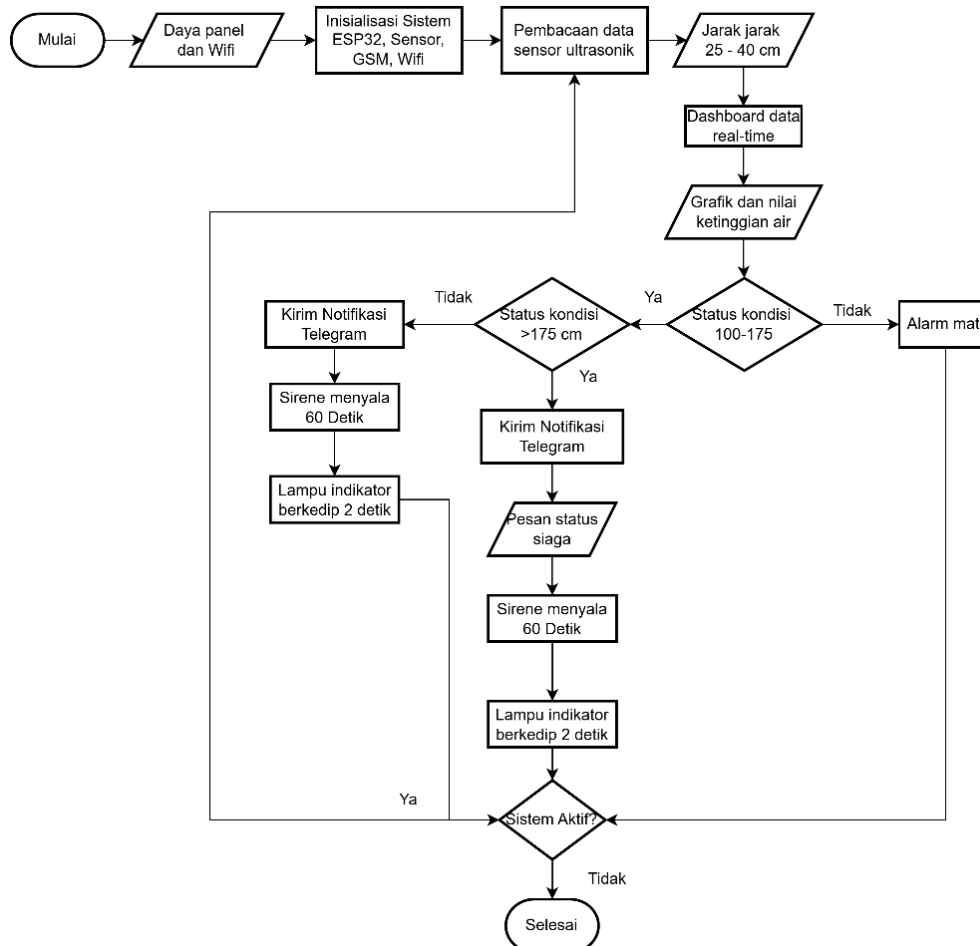 Mulai
Daya panel
dan Wifi
Inisialisasi Sistem
ESP32, Sensor,
GSM, Wifi
Pembacaan data
sensor ultrasonik
Jarak jarak
25 - 40 cm
Dashboard data
real-time
Grafik dan nilai
ketinggian air
Status kondisi
100-175
Ya
Tidak
Status kondisi
>175 cm
Tidak
Ya
Alarm mat
Kirim Notifikasi
Telegram
Sirene menyala
60 Detik
Lampu indikator
berkedip 2 detik
Kirim Notifikasi
Telegram
Pesan status
siaga
Sirene menyala
60 Detik
Lampu indikator
berkedip 2 detik
Sistem Aktif?
Ya
Tidak
Selesai